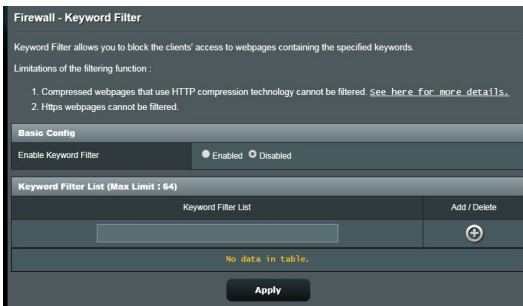 Firewall - Keyword Filter
Keyword Filter allows you to block the clients' access to webpages containing the specified keywords.
Limitations of the filtering function :
1. Compressed webpages that use HTTP compression technology cannot be filtered. See here for more details.
2. Https webpages cannot be filtered.
Basic Config
Enable Keyword Filter Enabled Disabled
Keyword Filter List (Max Limit : 64)
Keyword Filter List Add / Delete
No data in table.
Apply